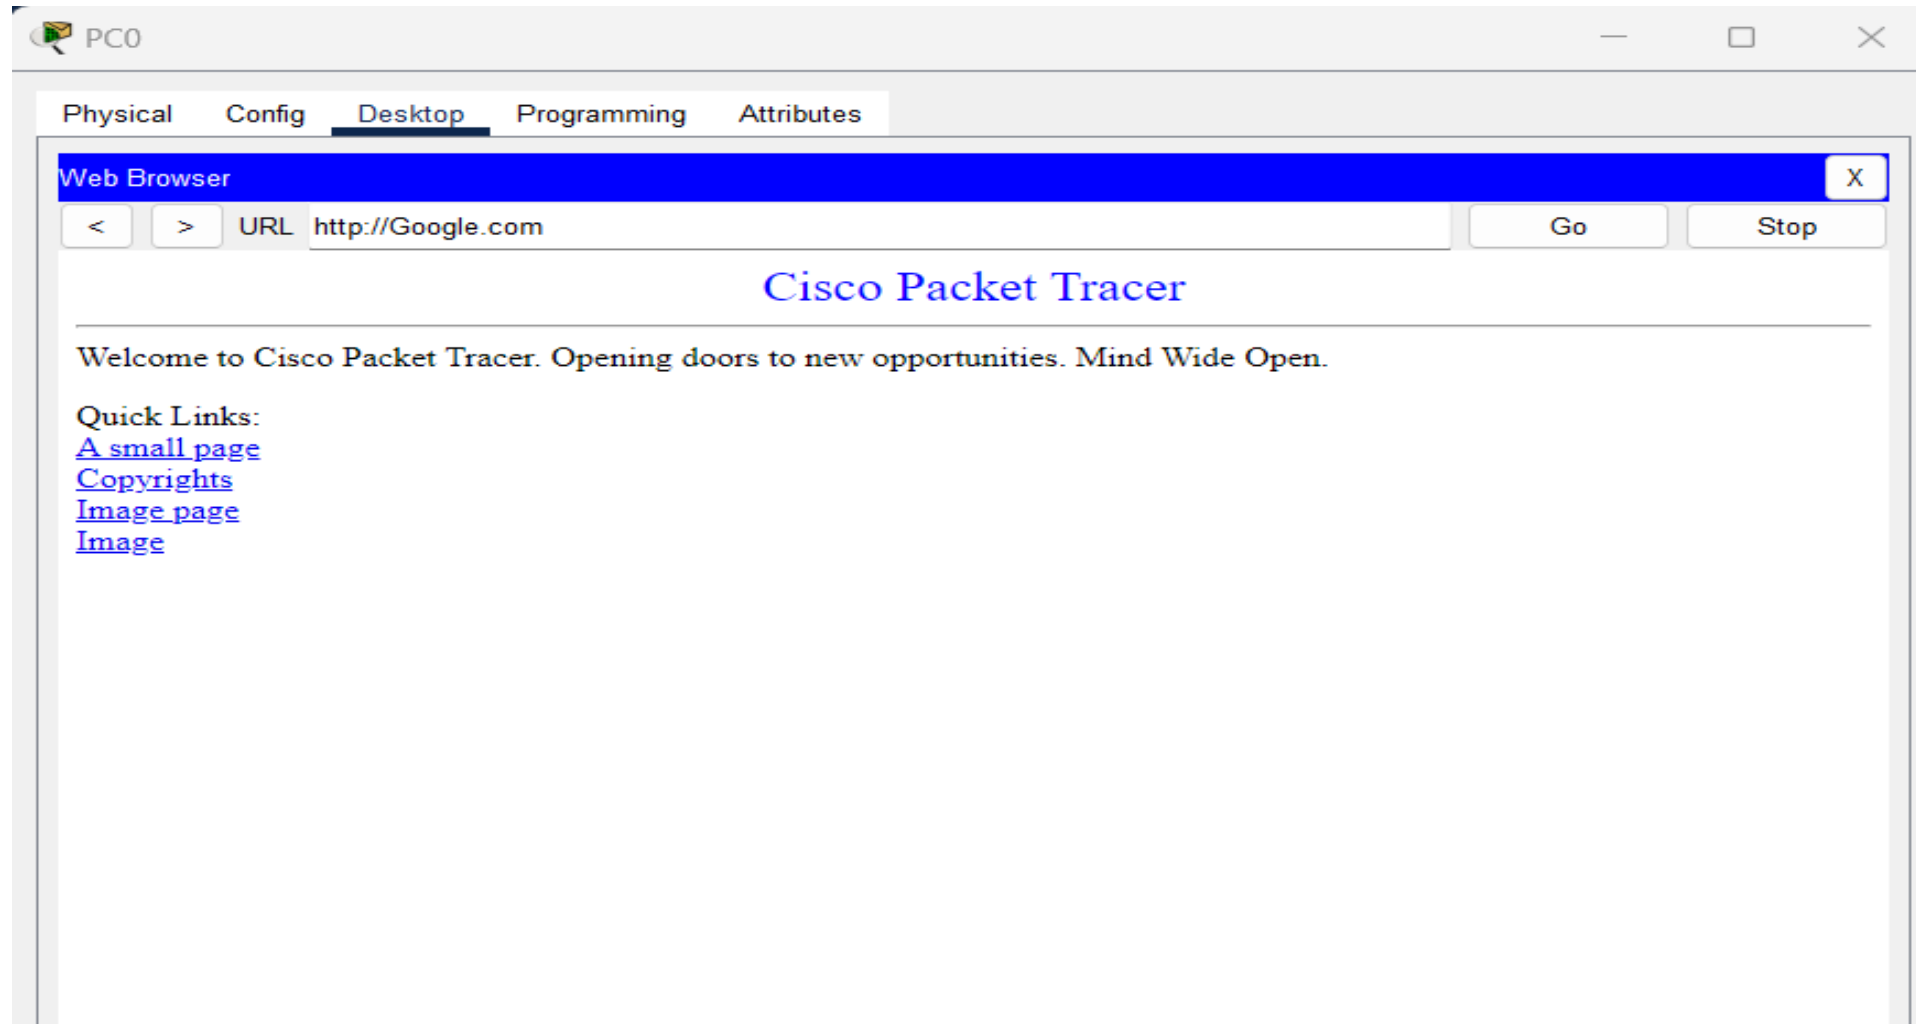 PC0
Physical Config Desktop Programming Attributes
Web Browser X
< > URL http://Google.com Go Stop
Cisco Packet Tracer
Welcome to Cisco Packet Tracer. Opening doors to new opportunities. Mind Wide Open.
Quick Links:
A small page
Copyrights
Image page
Image